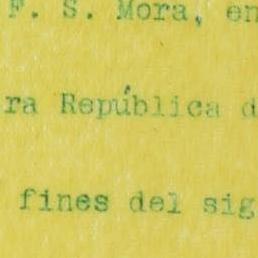 F. S. Mora, en
ra República d
fines del sig